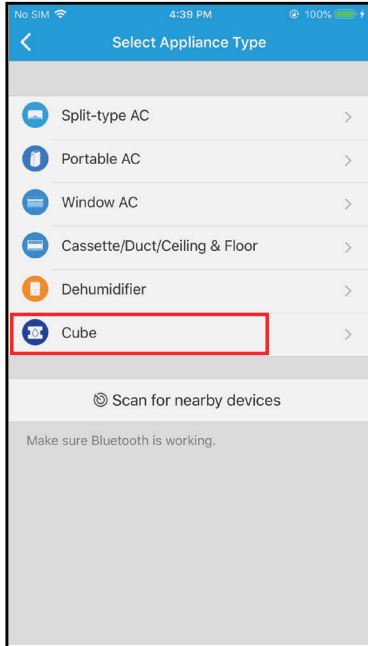 No SIM 4:39 PM 100%
Select Appliance Type
Split-type AC
Portable AC
Window AC
Cassette/Duct/Ceiling & Floor
Dehumidifier
Cube
Scan for nearby devices
Make sure Bluetooth is working.